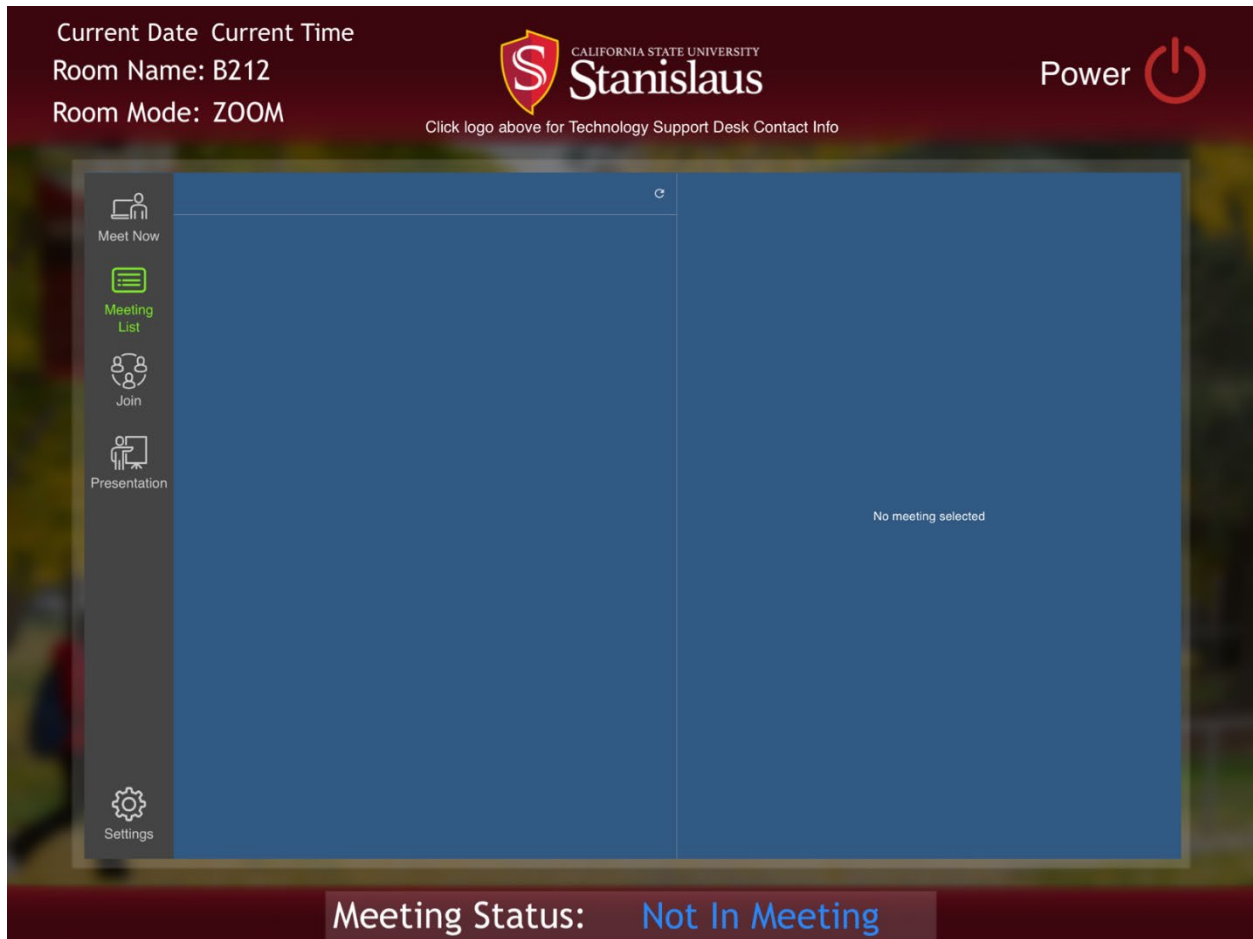 Current Date Current Time
Room Name: B212
Room Mode: ZOOM
CALIFORNIA STATE UNIVERSITY
Stanislaus
Click logo above for Technology Support Desk Contact Info
Power
Meet Now
Meeting
List
Join
Presentation
Settings
No meeting selected
Meeting Status: Not In Meeting